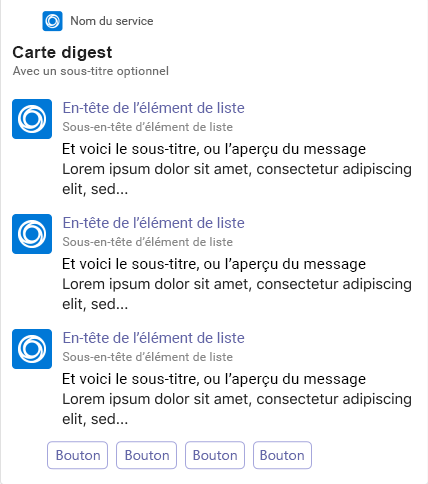 Nom du service
Carte digest
Avec un sous-titre optionnel
En-tête de l'élément de liste
Sous-en-tête d'élément de liste
Et voici le sous-titre, ou l'aperçu du message
Lorem ipsum dolor sit amet, consectetur adipiscing
elit, sed...
En-tête de l'élément de liste
Sous-en-tête d'élément de liste
Et voici le sous-titre, ou l'aperçu du message
Lorem ipsum dolor sit amet, consectetur adipiscing
elit, sed...
En-tête de l'élément de liste
Sous-en-tête d'élément de liste
Et voici le sous-titre, ou l'aperçu du message
Lorem ipsum dolor sit amet, consectetur adipiscing
elit, sed...
Bouton Bouton Bouton Bouton